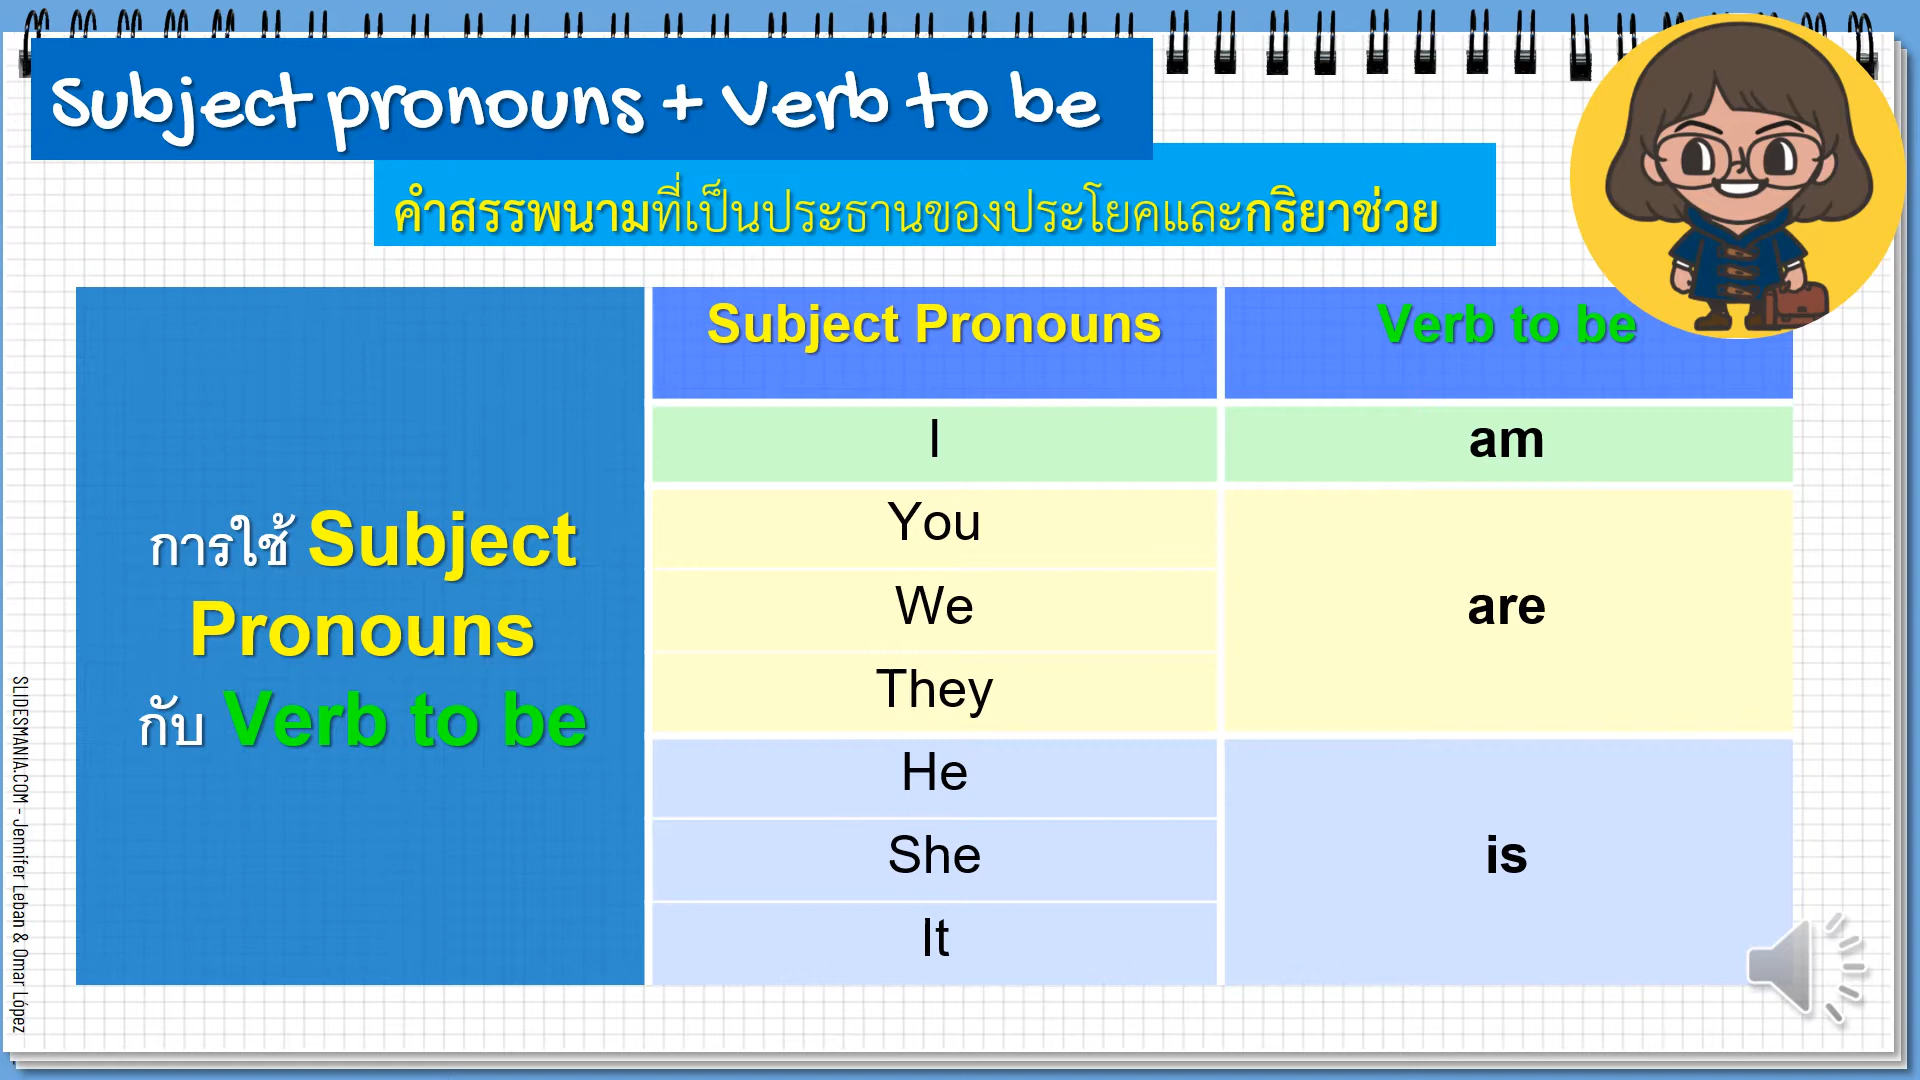 Subject pronouns + Verb to be
คำสรรพนามที่เป็นประธานของประโยคและกริยาช่วย
การใช้ Subject
Pronouns
กับ Verb to be
Subject Pronouns
Verb to be
I
am
You
We
They
are
He
She
It
is
SLIDESMANIA.COM - Jennifer Leban & Omar López